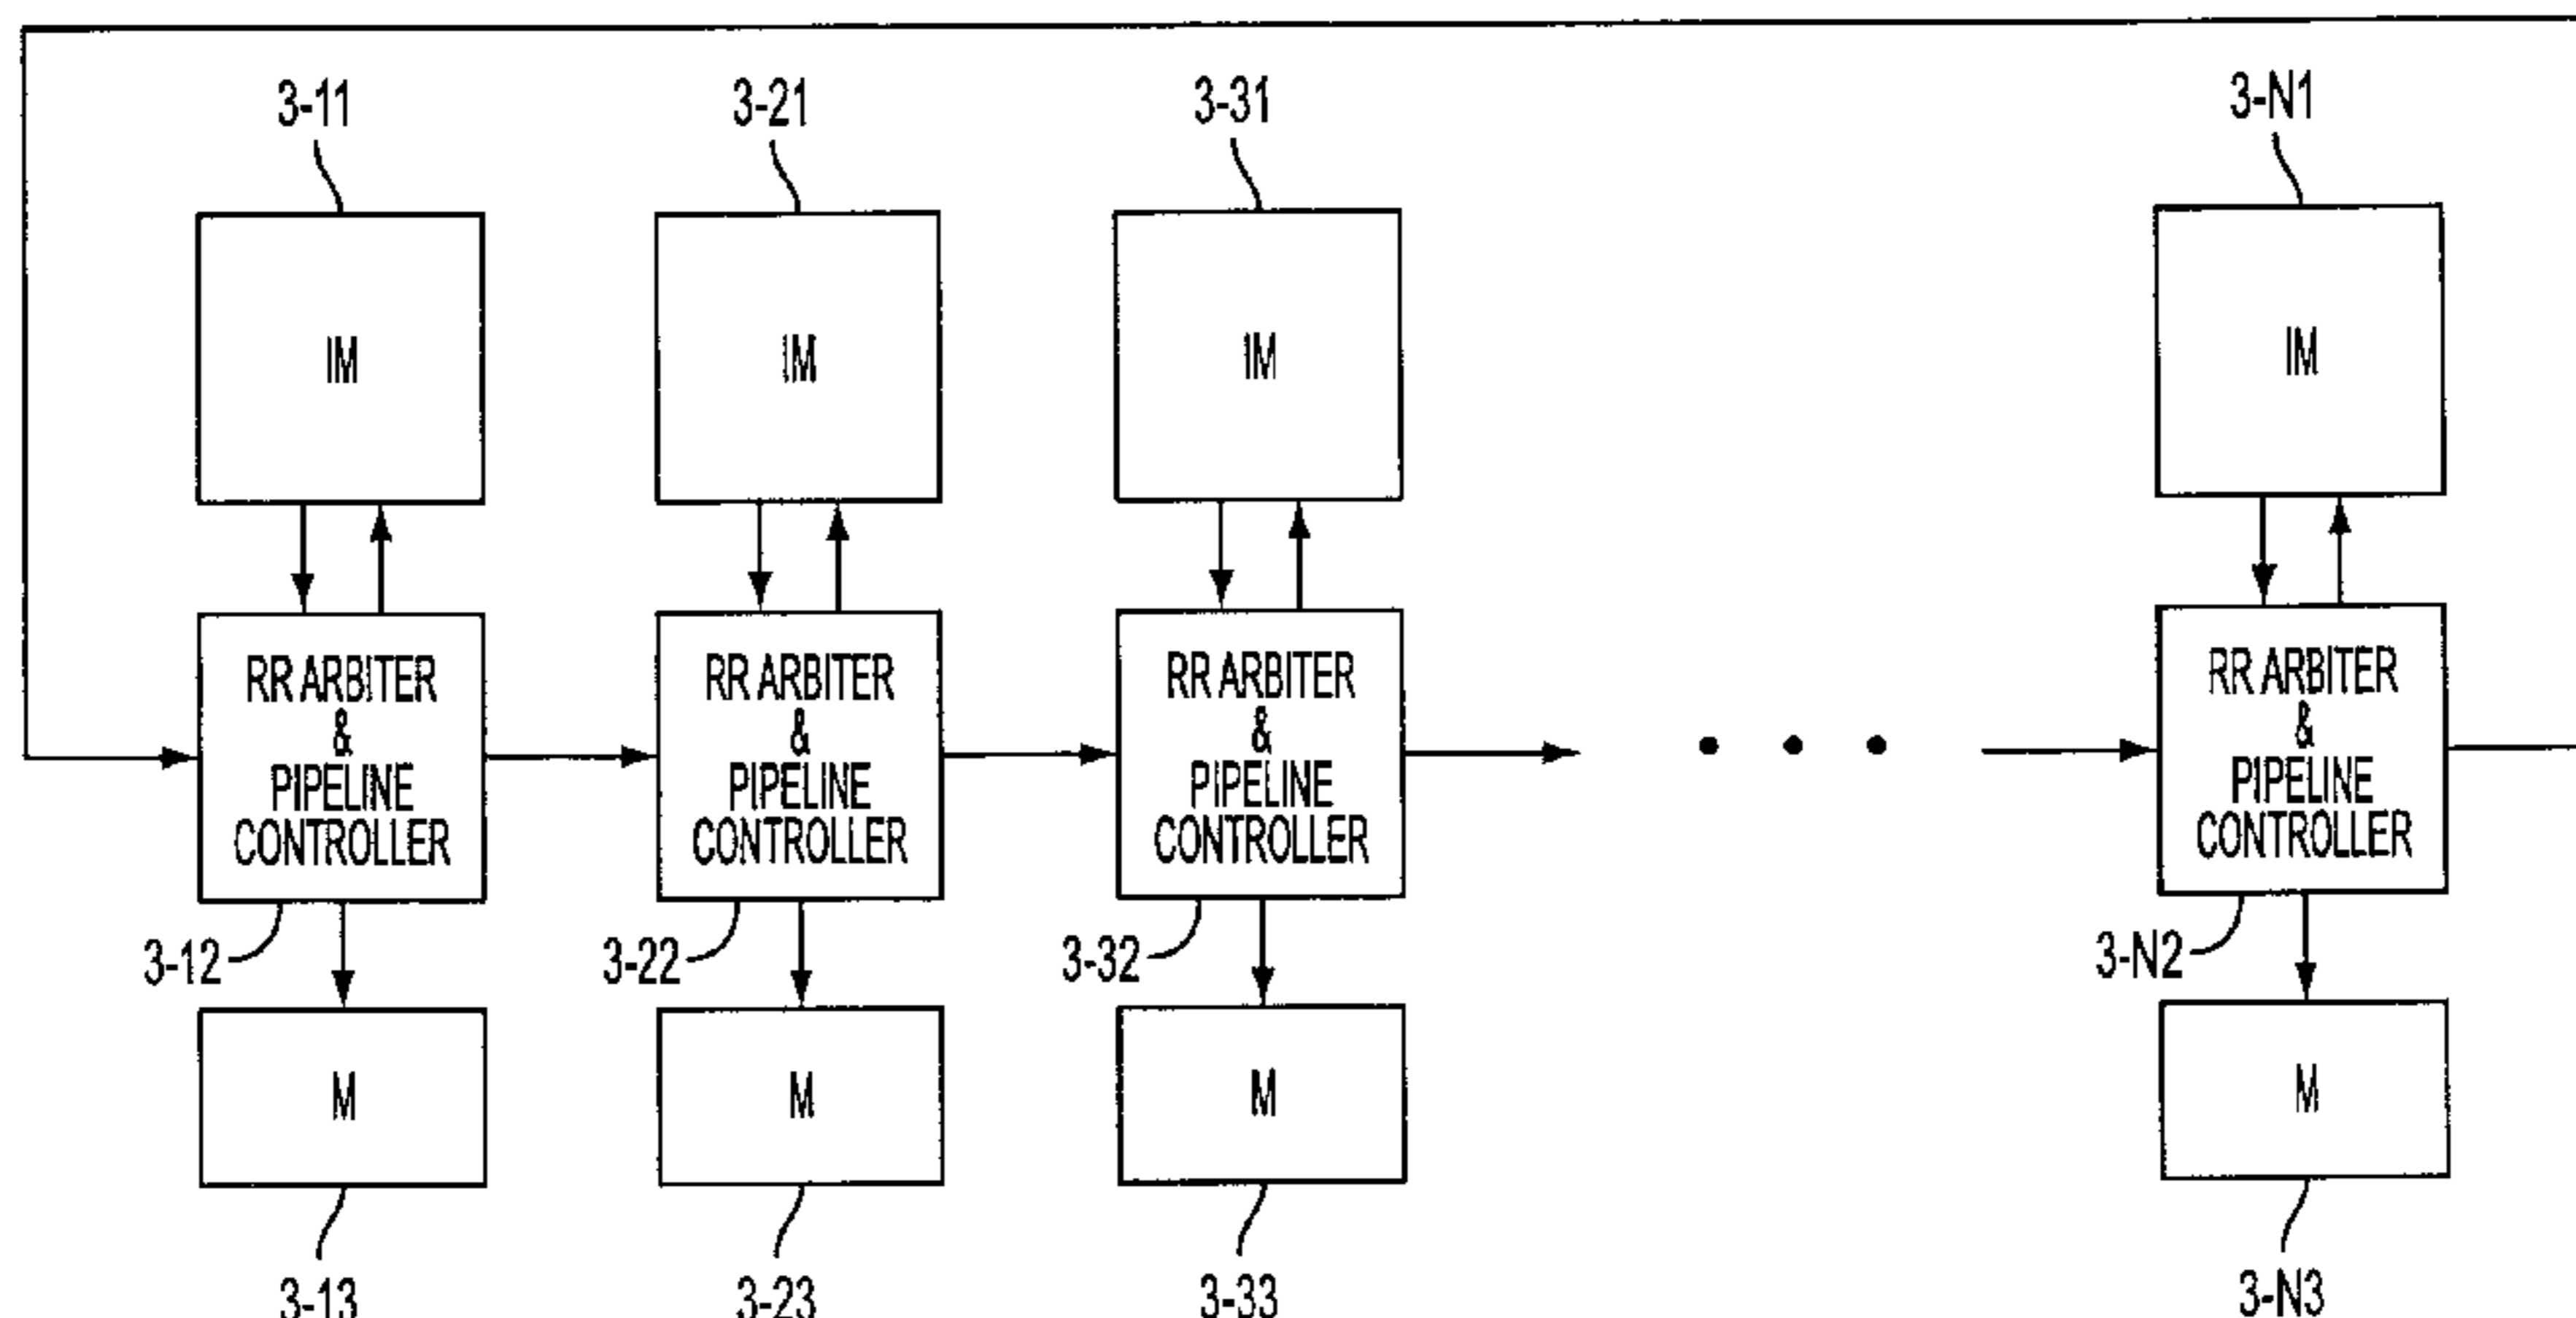 3-11
3-21
3-31
3-N1
IM
IM
IM
IM
RR ARBITER
&
PIPELINE
CONTROLLER
RR ARBITER
&
PIPELINE
CONTROLLER
RR ARBITER
&
PIPELINE
CONTROLLER
RR ARBITER
&
PIPELINE
CONTROLLER
3-12
3-22
3-32
3-N2
M
M
M
M
3-13
3-23
3-33
3-N3